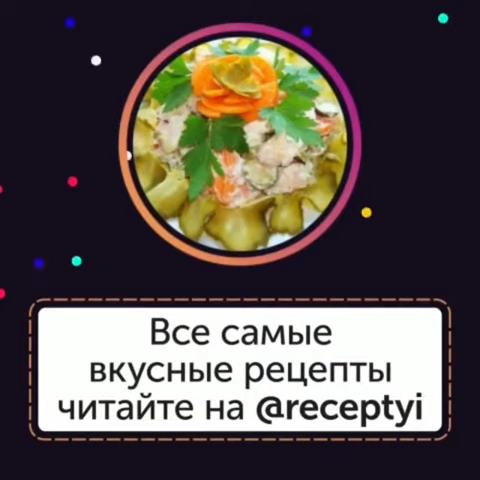 Все самые
вкусные рецепты
читайте на @receptyi